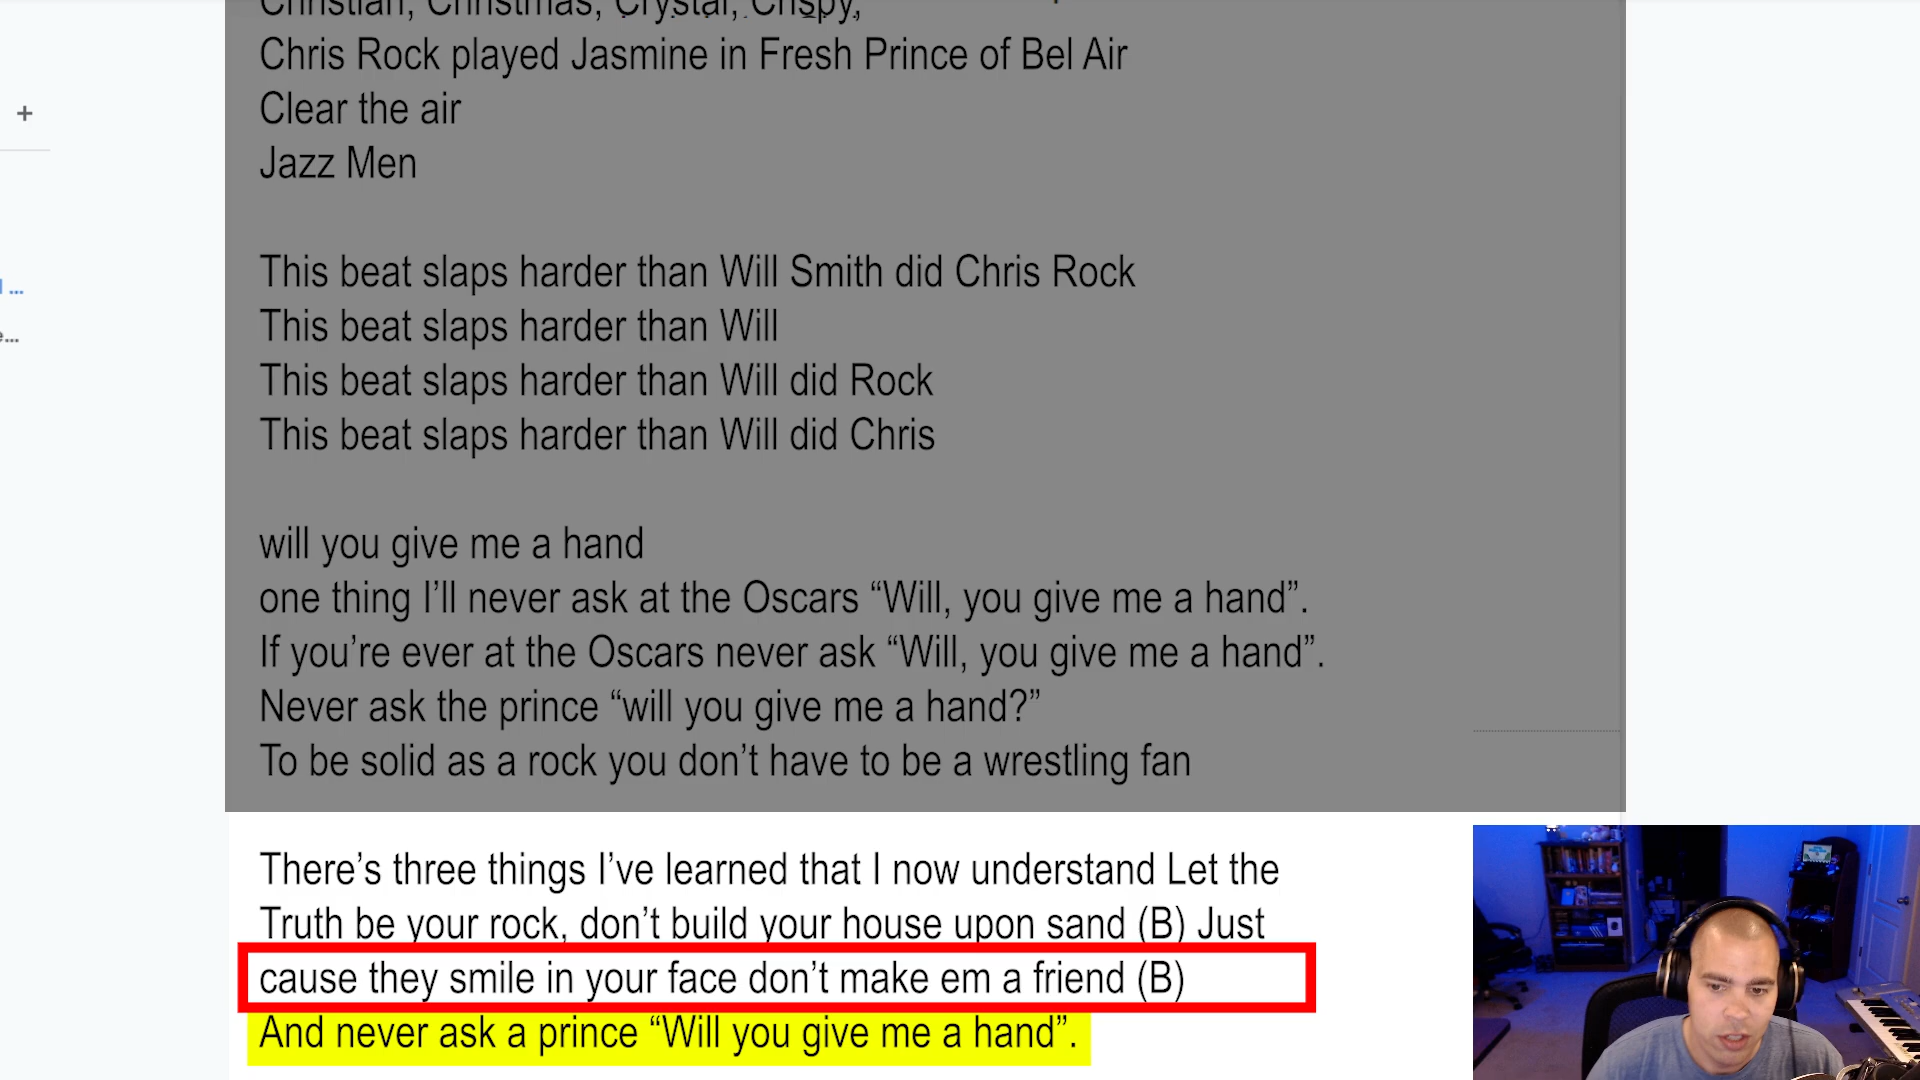 Christian, Christmas, Crystal, Crispy,
Chris Rock played Jasmine in Fresh Prince of Bel Air
Clear the air
Jazz Men
This beat slaps harder than Will Smith did Chris Rock
This beat slaps harder than Will
This beat slaps harder than Will did Rock
This beat slaps harder than Will did Chris
will you give me a hand
one thing I’ll never ask at the Oscars “Will, you give me a hand”.
If you’re ever at the Oscars never ask “Will, you give me a hand”.
Never ask the prince “will you give me a hand?”
To be solid as a rock you don’t have to be a wrestling fan
There’s three things I’ve learned that I now understand Let the
Truth be your rock, don’t build your house upon sand (B) Just
cause they smile in your face don’t make em a friend (B)
And never ask a prince “Will you give me a hand”.